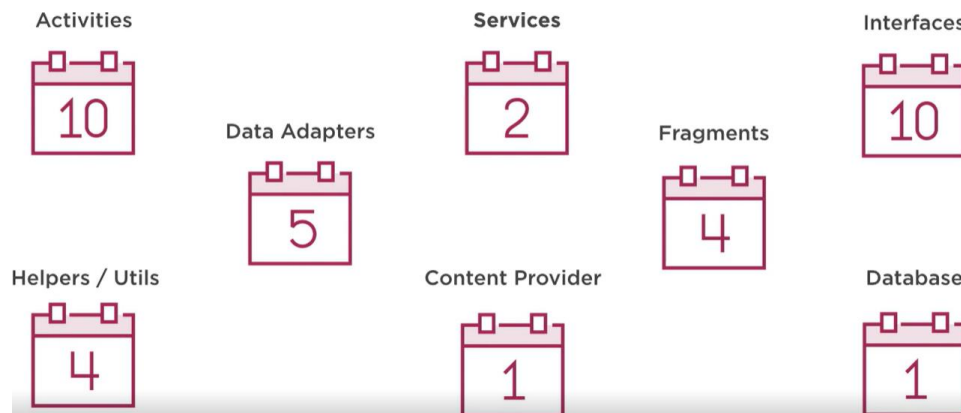 Activities
10
Services
2
Interfaces
10
Data Adapters
5
Fragments
4
Helpers / Utils
4
Content Provider
1
Database
1